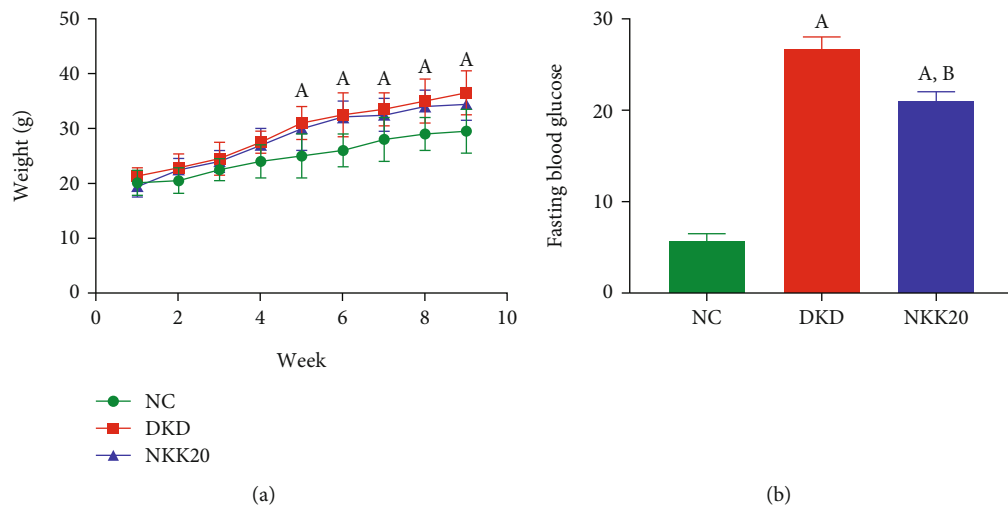 50
40
30
20
10
0
Weight (g)
A A A A A
0 2 4 6 8 10
Week
NC
DKD
NKK20
(a)
30
20
10
0
Fasting blood glucose
A
A, B
NC DKD NKK20
(b)